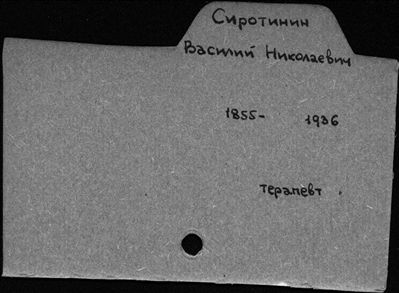 Сиротинин
Василий Николаевич
1855- 1936
терапевт.